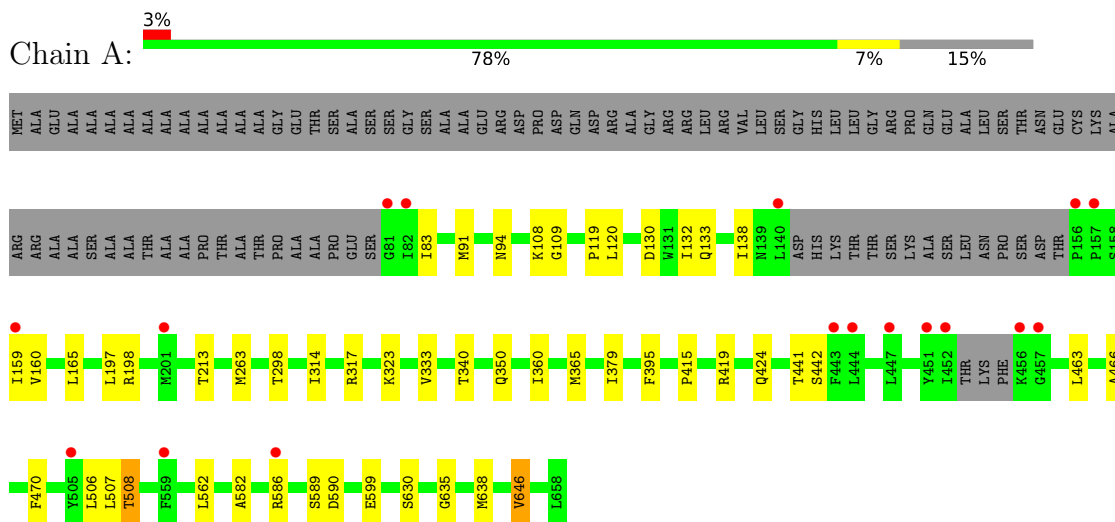 3%
Chain A:
78% 7% 15%
MET ALA GLU ALA ALA ALA ALA ALA ALA ALA ALA ALA ALA ALA GLY GLU THR SER ALA SER SER GLY SER ALA ALA GLU ARG ASP PRO ASP GLN ASP ARG ALA GLY ARG ARG LEU ARG VAL LEU SER GLY HIS LEU LEU GLY ARG PRO GLN GLU ALA LEU SER THR ASN GLU CYS LYS ALA
ARG ARG ALA ALA SER ALA ALA THR ALA ALA PRO THR ALA THR PRO ALA ALA PRO GLU SER G81 I82 I83 M91 N94 K108 G109 P119 L120 D130 W131 I132 Q133 I138 N139 L140 ASP HIS LYS THR THR SER LYS ALA SER LEU ASN PRO SER ASP THR P156 P157 S158
I159 V160 L165 L197 R198 M201 T213 M263 T298 I314 R317 K323 V333 T340 Q350 I360 M365 I379 F395 P415 R419 Q424 T441 S442 F443 L444 L447 Y451 I452 THR LYS PHE K456 G457 L463 A466
F470 Y505 L506 L507 T508 F559 L562 A582 R586 S589 D590 E599 S630 G635 M638 V646 L658